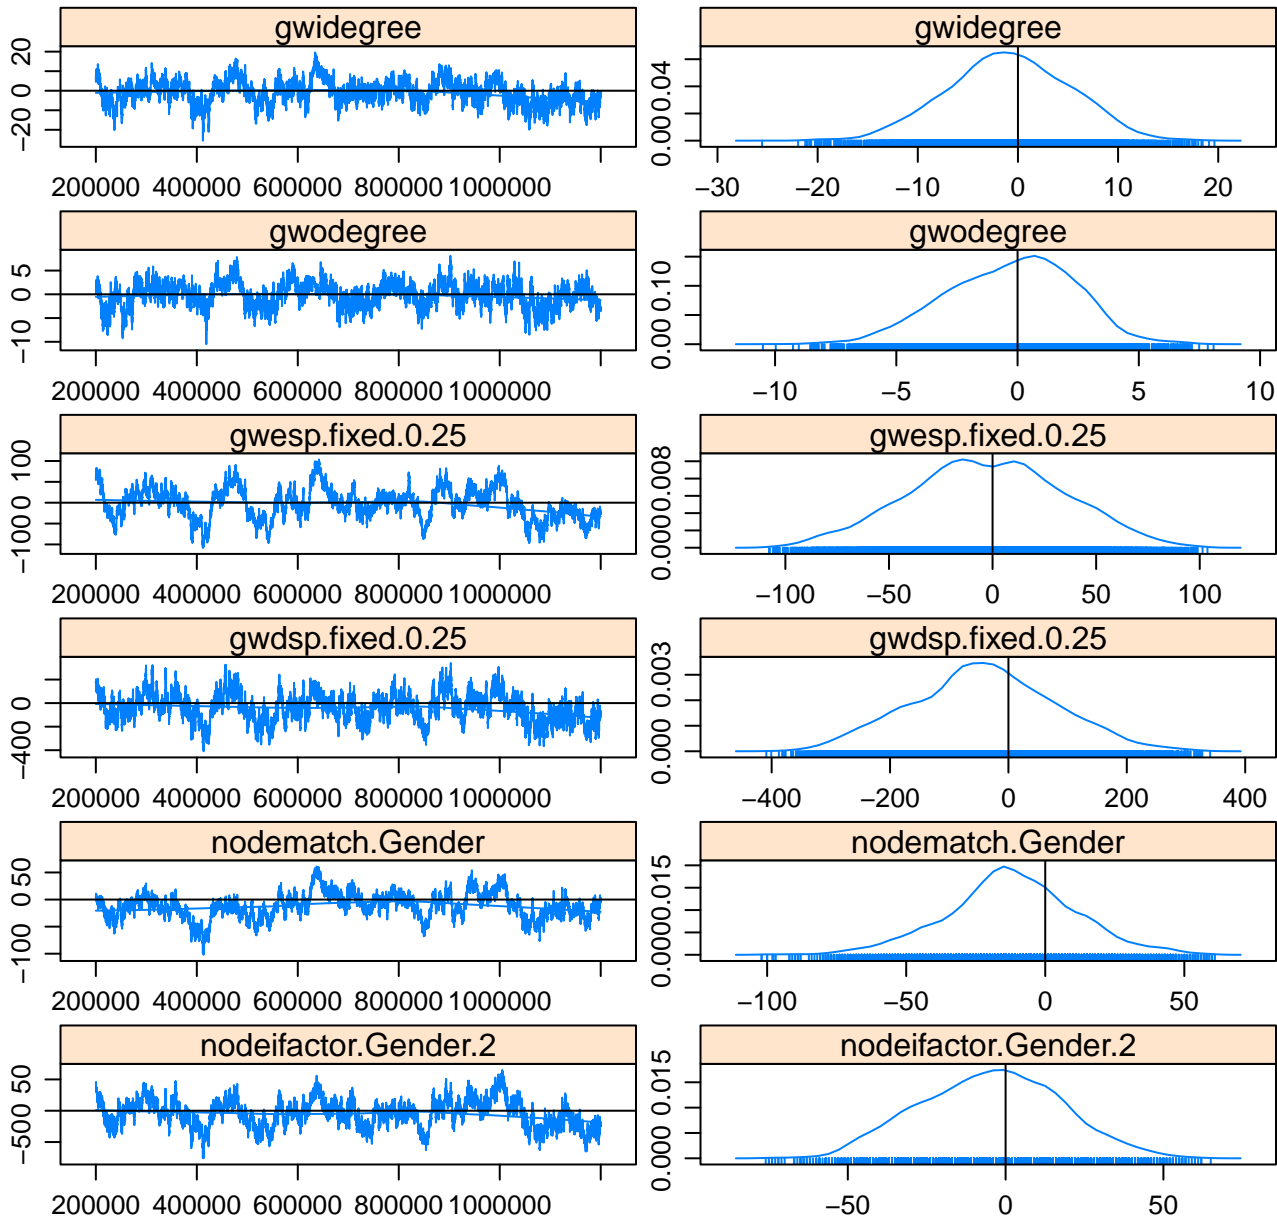 gwidegree gwidegree
−20 0 20
0.00 0.04
200000 400000 600000 800000 1000000
−30 −20 −10 0 10 20
gwodegree gwodegree
−10 0 5
0.00 0.10
200000 400000 600000 800000 1000000
−10 −5 0 5 10
gwesp.fixed.0.25 gwesp.fixed.0.25
−100 0 100
0.000 0.008
200000 400000 600000 800000 1000000
−100 −50 0 50 100
gwdsp.fixed.0.25 gwdsp.fixed.0.25
−400 0
0.000 0.003
200000 400000 600000 800000 1000000
−400 −200 0 200 400
nodematch.Gender nodematch.Gender
−100 0 50
0.000 0.015
200000 400000 600000 800000 1000000
−100 −50 0 50
nodeifactor.Gender.2 nodeifactor.Gender.2
−50 0 50
0.000 0.015
200000 400000 600000 800000 1000000
−50 0 50